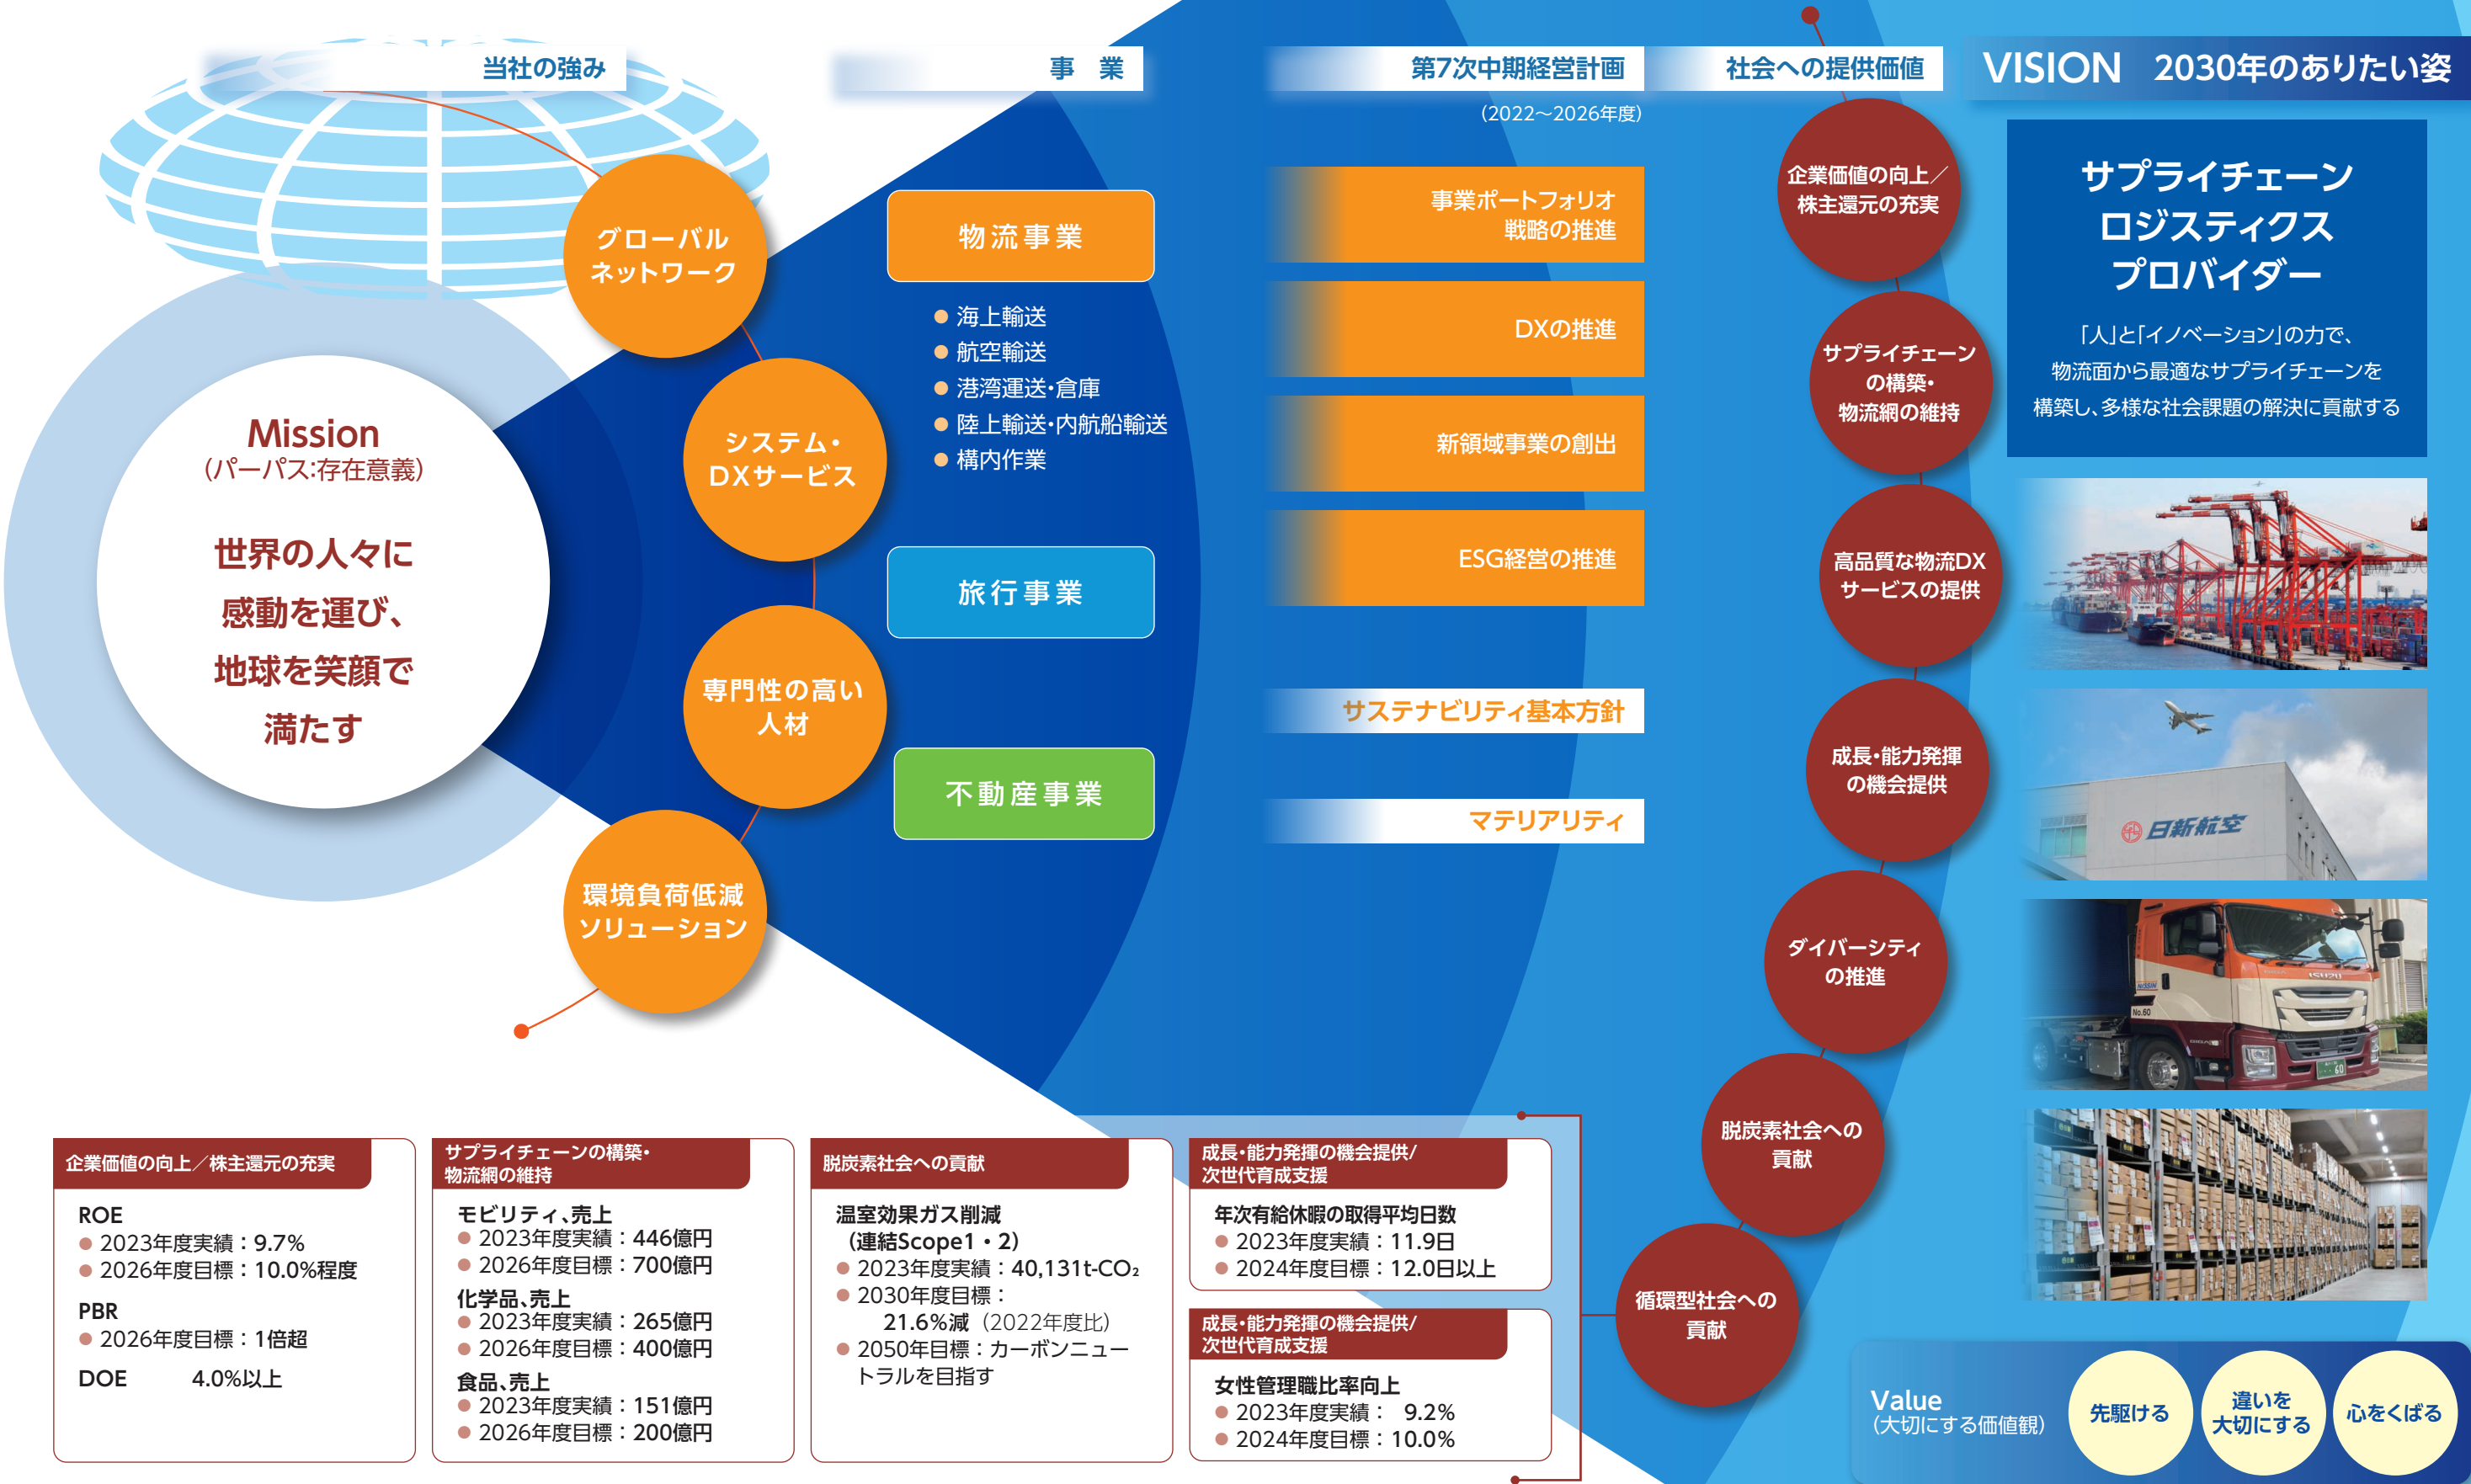 当社の強み
事 業
第7次中期経営計画
(2022〜2026年度)
社会への提供価値
VISION 2030年のありたい姿
Mission
(パーパス:存在意義)
世界の人々に
感動を運び、
地球を笑顔で
満たす
グローバル
ネットワーク
システム・
DXサービス
専門性の高い
人材
環境負荷低減
ソリューション
物流事業
● 海上輸送
● 航空輸送
● 港湾運送・倉庫
● 陸上輸送・内航船輸送
● 構内作業
旅行事業
不動産事業
事業ポートフォリオ
戦略の推進
DXの推進
新領域事業の創出
ESG経営の推進
サステナビリティ基本方針
マテリアリティ
企業価値の向上／
株主還元の充実
サプライチェーン
の構築・
物流網の維持
高品質な物流DX
サービスの提供
成長・能力発揮
の機会提供
ダイバーシティ
の推進
脱炭素社会への
貢献
循環型社会への
貢献
サプライチェーン
ロジスティクス
プロバイダー
「人」と「イノベーション」の力で、
物流面から最適なサプライチェーンを
構築し、多様な社会課題の解決に貢献する
日新航空
ISUZU
NISSIN
No.60
60
企業価値の向上／株主還元の充実
ROE
● 2023年度実績：9.7%
● 2026年度目標：10.0%程度
PBR
● 2026年度目標：1倍超
DOE 4.0%以上
サプライチェーンの構築・
物流網の維持
モビリティ、売上
● 2023年度実績：446億円
● 2026年度目標：700億円
化学品、売上
● 2023年度実績：265億円
● 2026年度目標：400億円
食品、売上
● 2023年度実績：151億円
● 2026年度目標：200億円
脱炭素社会への貢献
温室効果ガス削減
（連結Scope1・2）
● 2023年度実績：40,131t-CO₂
● 2030年度目標：
21.6%減（2022年度比）
● 2050年目標：カーボンニュー
トラルを目指す
成長・能力発揮の機会提供/
次世代育成支援
年次有給休暇の取得平均日数
● 2023年度実績：11.9日
● 2024年度目標：12.0日以上
成長・能力発揮の機会提供/
次世代育成支援
女性管理職比率向上
● 2023年度実績： 9.2%
● 2024年度目標：10.0%
Value
(大切にする価値観)
先駆ける
違いを
大切にする
心をくばる